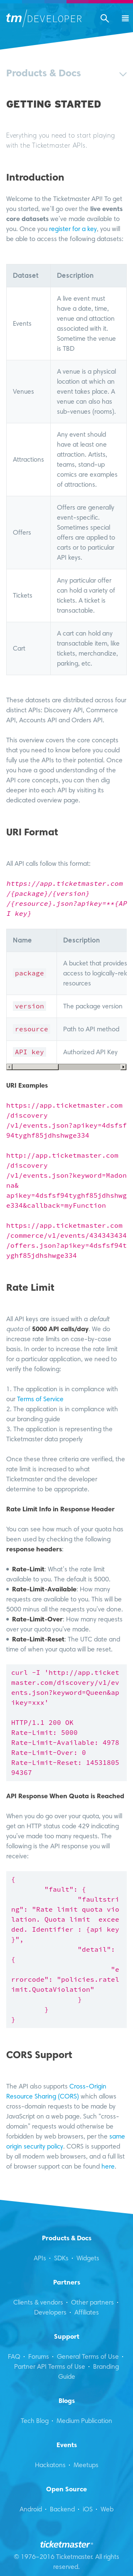 tm DEVELOPER
Products & Docs
GETTING STARTED
Everything you need to start playing
with the Ticketmaster APIs.
Introduction
Welcome to the Ticketmaster API! To get
you started, we'll go over the live events
core datasets we've made available to
you. Once you register for a key, you will
be able to access the following datasets:
Dataset Description
Events A live event must
have a date, time,
venue and attaction
associated with it.
Sometime the venue
is TBD
Venues A venue is a physical
location at which an
event takes place. A
venue can also has
sub-venues (rooms).
Attractions Any event should
have at least one
attraction. Artists,
teams, stand-up
comics are examples
of attractions.
Offers Offers are generally
event-specific.
Sometimes special
offers are applied to
carts or to particular
API keys.
Tickets Any particular offer
can hold a variety of
tickets. A ticket is
transactable.
Cart A cart can hold any
transactable item, like
tickets, merchandize,
parking, etc.
These datasets are distributed across four
distinct APIs: Discovery API, Commerce
API, Accounts API and Orders API.
This overview covers the core concepts
that you need to know before you could
fully use the APIs to their potential. Once
you get comfortable with the general
API core concepts, you can then dig
deeper into each API by visiting its
dedicated overview page.
URI Format
All API calls follow this format:
https://app.ticketmaster.com
/{package}/{version}
/{resource}.json?apikey=**{AP
I key}
Name Description
package A bucket that provides
access to logically-rel
resources
version The package version
resource Path to API method
API key Authorized API Key
URI Examples
https://app.ticketmaster.com
/discovery
/v1/events.json?apikey=4dsfsf
94tyghf85jdhshwge334
http://app.ticketmaster.com
/discovery
/v1/events.json?keyword=Madon
na&
apikey=4dsfsf94tyghf85jdhshwg
e334&callback=myFunction
https://app.ticketmaster.com
/commerce/v1/events/434343434
/offers.json?apikey=4dsfsf94t
yghf85jdhshwge334
Rate Limit
All API keys are issued with a default
quota of 5000 API calls/day. We do
increase rate limits on case-by-case
basis. In order to increase the rate limit
of a particular application, we need to
verify the following:
1. The application is in compliance with
our Terms of Service
2. The application is in compliance with
our branding guide
3. The application is representing the
Ticketmaster data properly
Once these three criteria are verified, the
rate limit is increased to what
Ticketmaster and the developer
determine to be appropriate.
Rate Limit Info in Response Header
You can see how much of your quota has
been used by checking the following
response headers:
• Rate-Limit: What's the rate limit
available to you. The default is 5000.
• Rate-Limit-Available: How many
requests are available to you. This will be
5000 minus all the requests you've done.
• Rate-Limit-Over: How many requests
over your quota you've made.
• Rate-Limit-Reset: The UTC date and
time of when your quota will be reset.
curl -I 'http://app.ticket
master.com/discovery/v1/ev
ents.json?keyword=Queen&ap
ikey=xxx'
HTTP/1.1 200 OK
Rate-Limit: 5000
Rate-Limit-Available: 4978
Rate-Limit-Over: 0
Rate-Limit-Reset: 14531805
94367
API Response When Quota is Reached
When you do go over your quota, you will
get an HTTP status code 429 indicating
you've made too many requests. The
following is the API response you will
receive:
{
"fault": {
"faultstri
ng": "Rate limit quota vio
lation. Quota limit exceed
ded. Identifier : {api key
}",
"detail":
{
"e
rrorcode": "policies.ratel
imit.QuotaViolation"
}
}
}
CORS Support
The API also supports Cross-Origin
Resource Sharing (CORS) which allows
cross-domain requests to be made by
JavaScript on a web page. Such "cross-
domain" requests would otherwise be
forbidden by web browsers, per the same
origin security policy. CORS is supported
by all modern web browsers, and a full list
of browser support can be found here.
Products & Docs
APIs • SDKs • Widgets
Partners
Clients & vendors • Other partners •
Developers • Affiliates
Support
FAQ • Forums • General Terms of Use •
Partner API Terms of Use • Branding
Guide
Blogs
Tech Blog • Medium Publication
Events
Hackatons • Meetups
Open Source
Android • Backend • iOS • Web
ticketmaster
© 1976-2016 Ticketmaster. All rights
reserved.